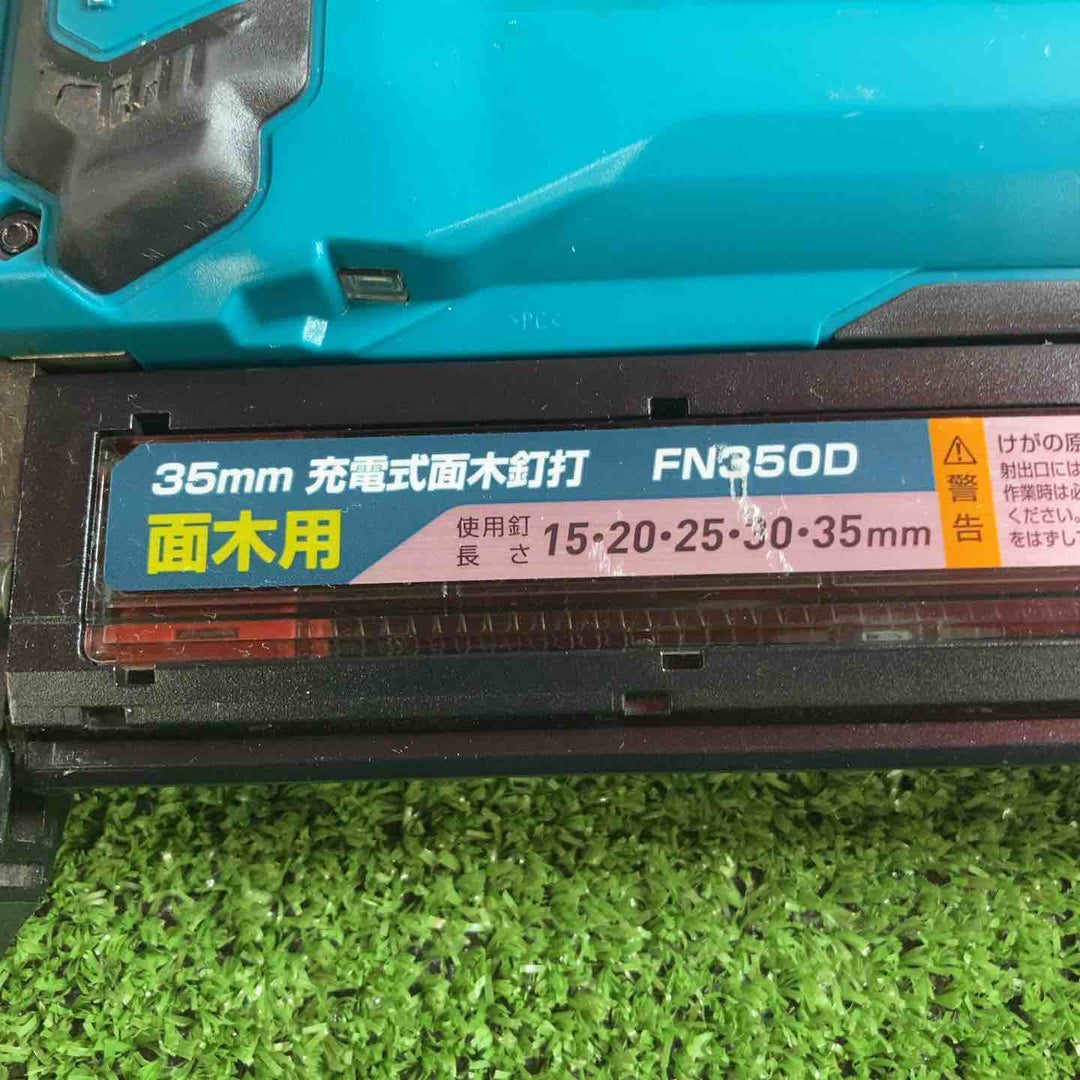 >PC<
35mm 充電式面木釘打 FN350D
面木用
使用釘
長さ
15・20・25・30・35mm
警告
けがの原
射出口には
作業時は必
ください。
をはずし